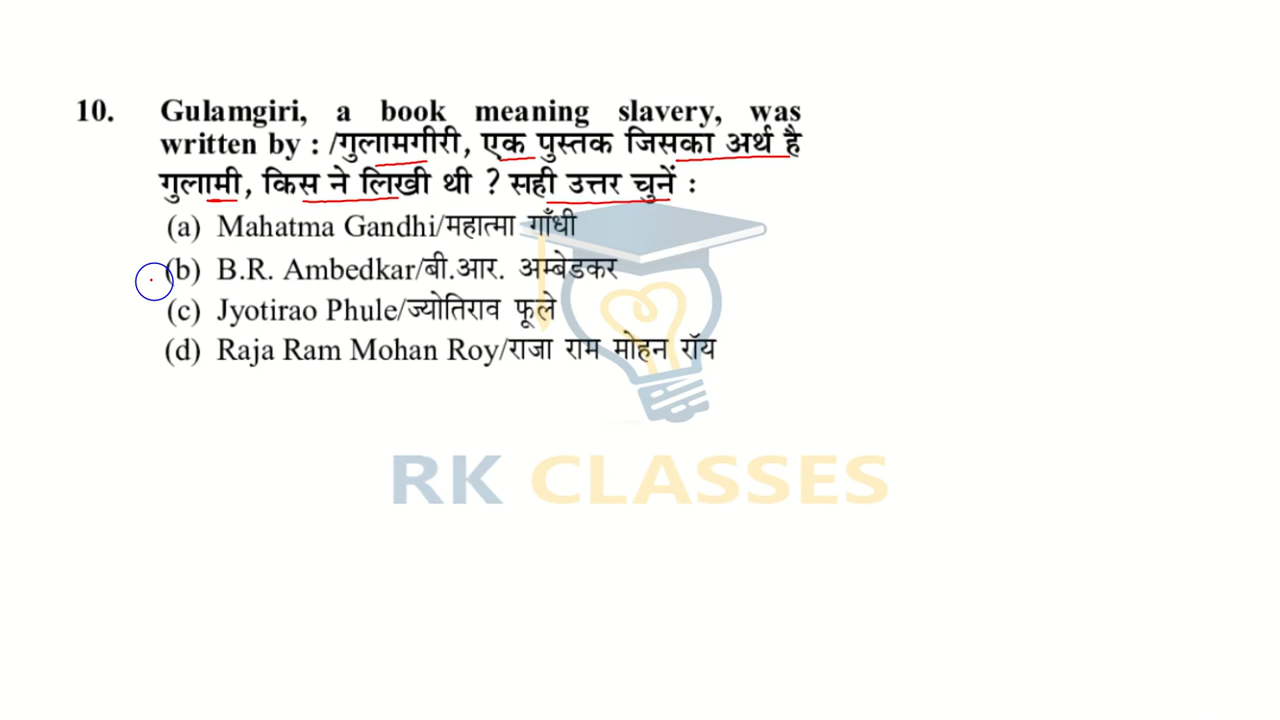 10. Gulamgiri, a book meaning slavery, was
written by : /गुलामगीरी, एक पुस्तक जिसका अर्थ है
गुलामी, किस ने लिखी थी ? सही उत्तर चुनें :
(a) Mahatma Gandhi/महात्मा गाँधी
(b) B.R. Ambedkar/बी.आर. अम्बेडकर
(c) Jyotirao Phule/ज्योतिराव फूले
(d) Raja Ram Mohan Roy/राजा राम मोहन रॉय
RK CLASSES